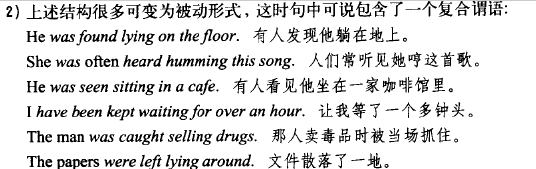 2) 上述结构很多可变为被动形式，这时句中可说包含了一个复合谓语：
He was found lying on the floor. 有人发现他躺在地上。
She was often heard humming this song. 人们常听见她哼这首歌。
He was seen sitting in a cafe. 有人看见他坐在一家咖啡馆里。
I have been kept waiting for over an hour. 让我等了一个多钟头。
The man was caught selling drugs. 那人卖毒品时被当场抓住。
The papers were left lying around. 文件散落了一地。